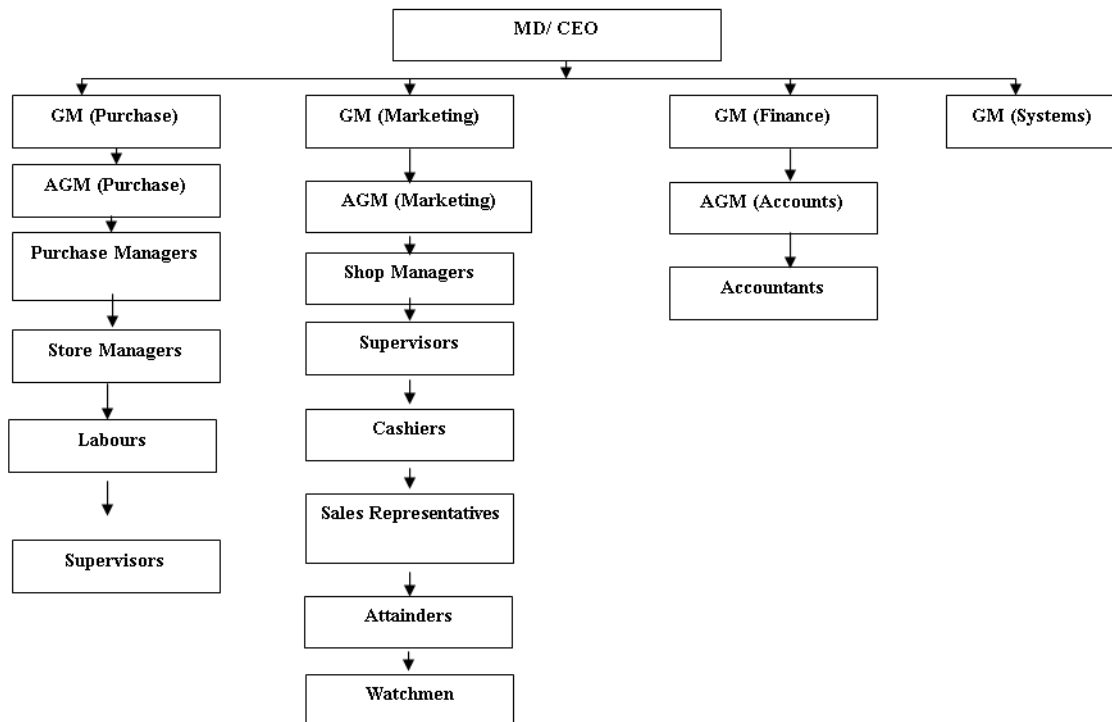 MD/ CEO
GM (Purchase)
GM (Marketing)
GM (Finance)
GM (Systems)
AGM (Purchase)
AGM (Marketing)
AGM (Accounts)
Purchase Managers
Shop Managers
Accountants
Store Managers
Supervisors
Labours
Cashiers
Sales Representatives
Supervisors
Attainders
Watchmen